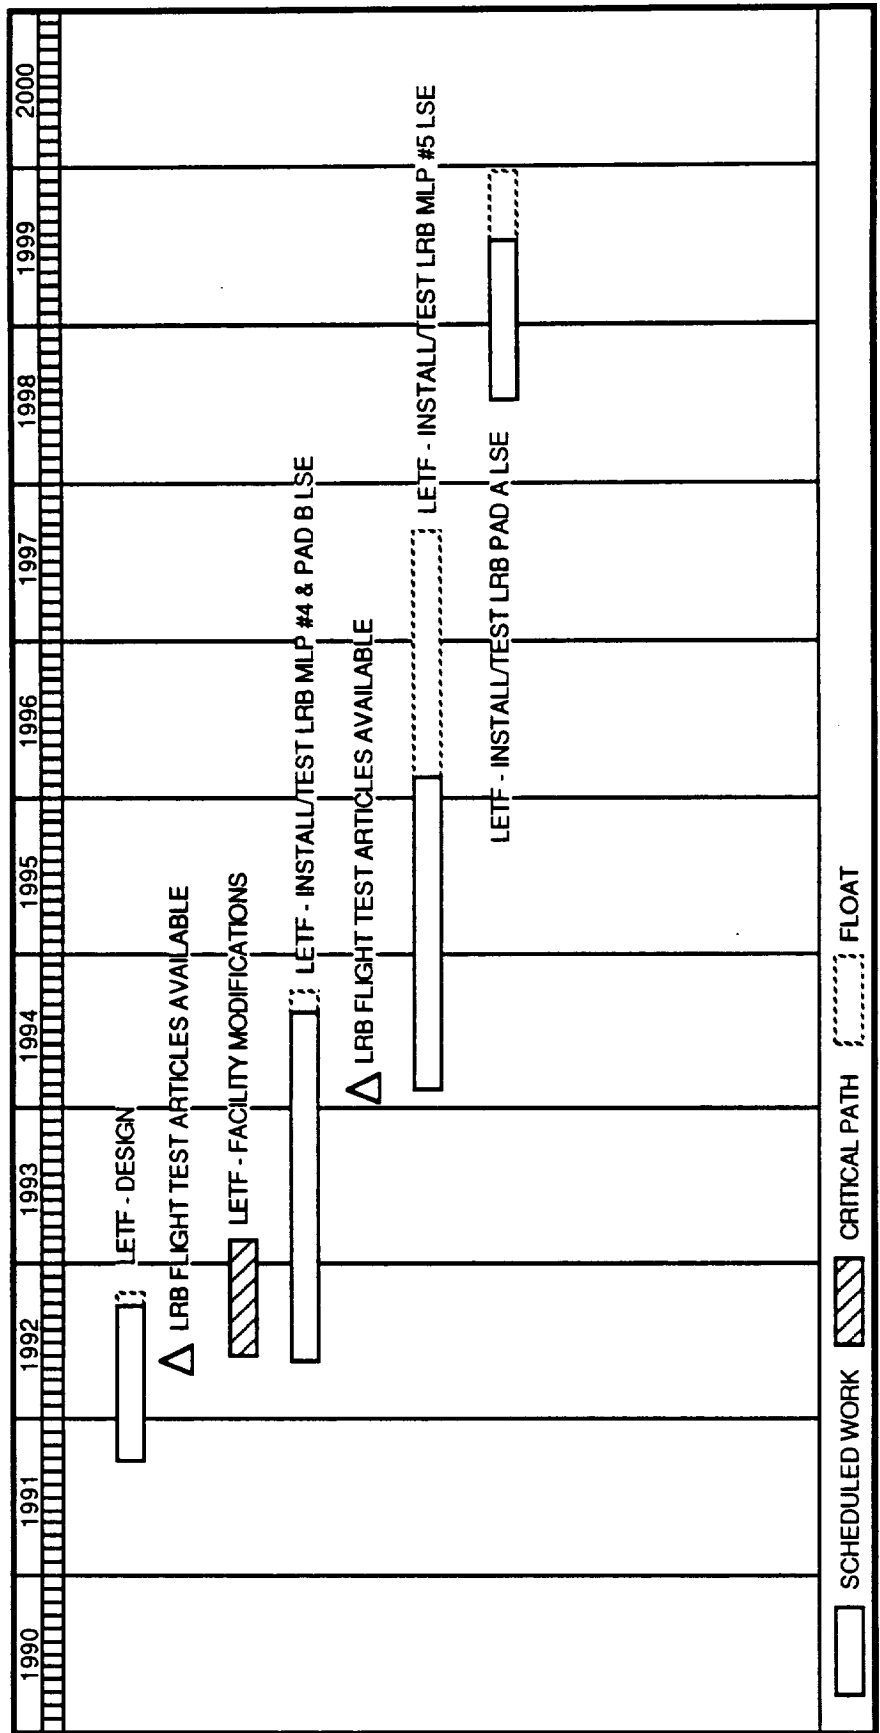 1990 1991 1992 1993 1994 1995 1996 1997 1998 1999 2000
LETF - DESIGN
LRB FLIGHT TEST ARTICLES AVAILABLE
LETF - FACILITY MODIFICATIONS
LETF - INSTALL/TEST LRB MLP #4 & PAD B LSE
LRB FLIGHT TEST ARTICLES AVAILABLE
LETF - INSTALL/TEST LRB MLP #5 LSE
LETF - INSTALL/TEST LRB PAD A LSE
SCHEDULED WORK CRITICAL PATH FLOAT